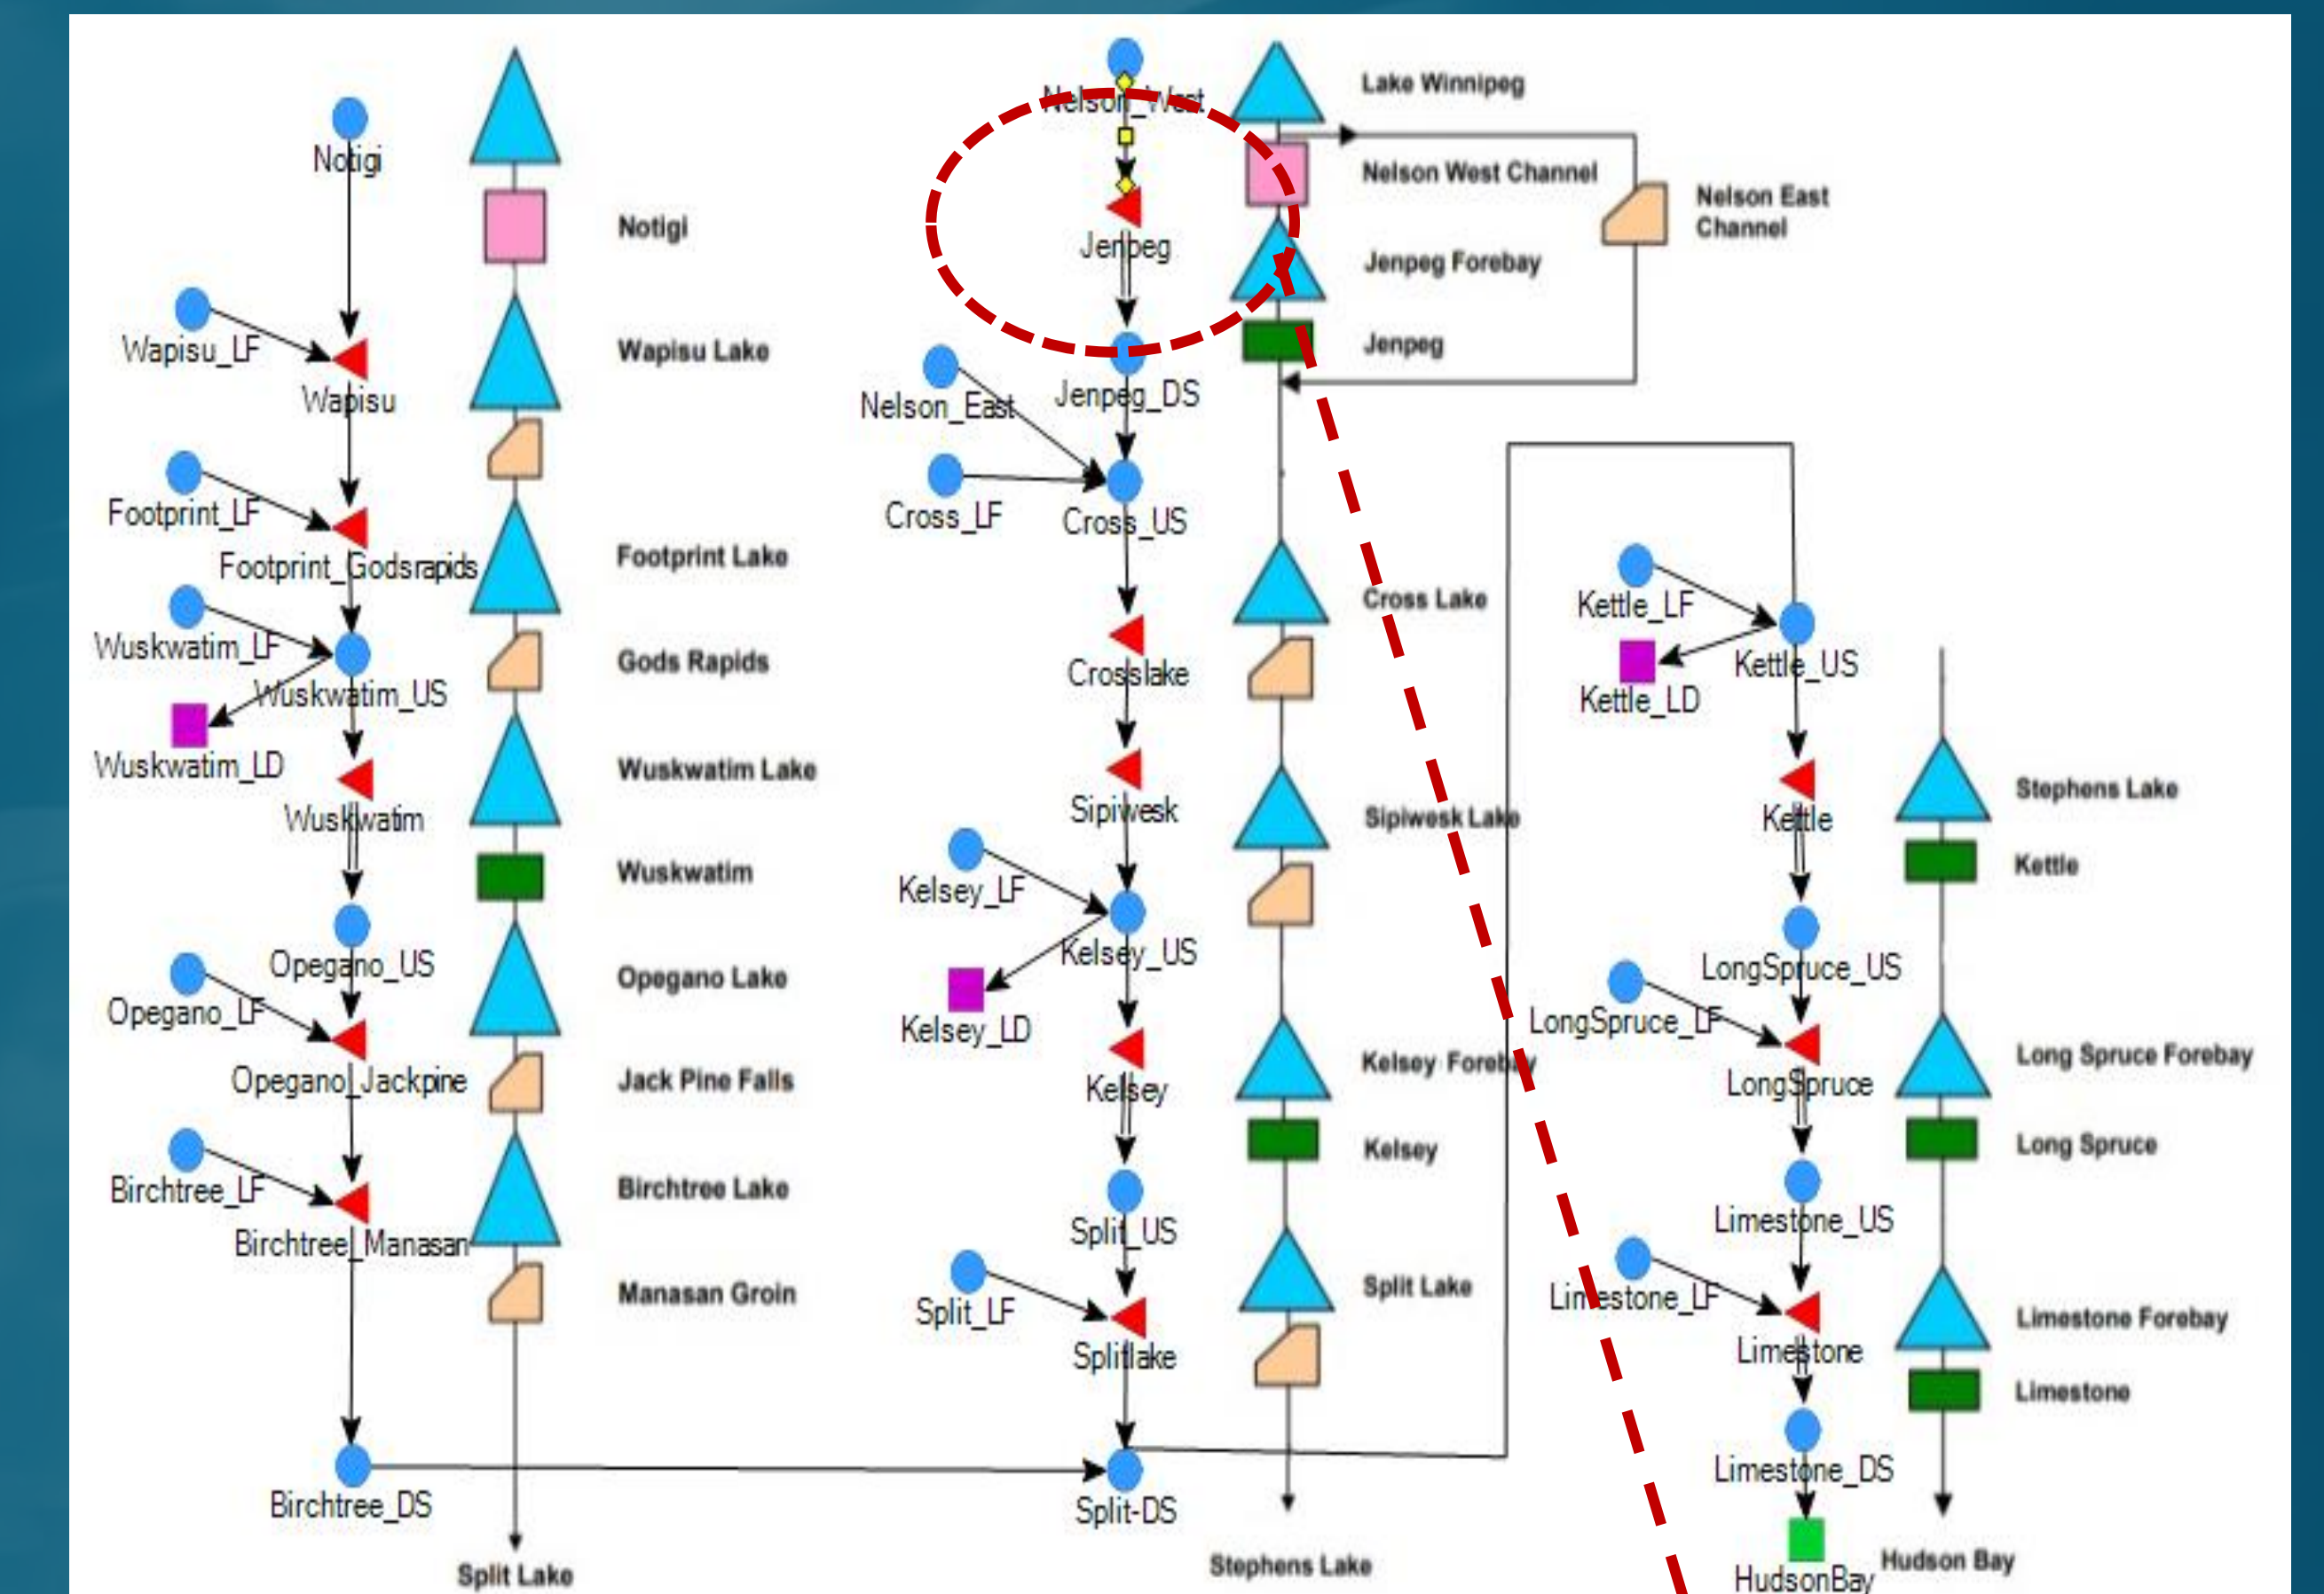 Notigi
Wapisu_LF
Wapisu
Footprint_LF
Footprint_Godsrapids
Wuskwatim_LF
Wuskwatim_US
Wuskwatim_LD
Wuskwatim
Opegano_US
Opegano_LF
Opegano_Jackpine
Birchtree_LF
Birchtree_Manasan
Birchtree_DS
Notigi
Wapisu Lake
Footprint Lake
Gods Rapids
Wuskwatim Lake
Wuskwatim
Opegano Lake
Jack Pine Falls
Birchtree Lake
Manasan Groin
Split Lake
Nelson_West
Jenpeg
Nelson_East
Jenpeg_DS
Cross_LF
Cross_US
Crosslake
Sipiwesk
Kelsey_LF
Kelsey_US
Kelsey_LD
Kelsey
Split_US
Split_LF
Splitlake
Split-DS
Lake Winnipeg
Nelson West Channel
Nelson East
Channel
Jenpeg Forebay
Jenpeg
Cross Lake
Sipiwesk Lake
Kelsey Forebay
Kelsey
Split Lake
Stephens Lake
Kettle_LF
Kettle_US
Kettle_LD
Kettle
LongSpruce_US
LongSpruce_LF
LongSpruce
Limestone_US
Limestone_LF
Limestone
Limestone_DS
HudsonBay
Stephens Lake
Kettle
Long Spruce Forebay
Long Spruce
Limestone Forebay
Limestone
Hudson Bay